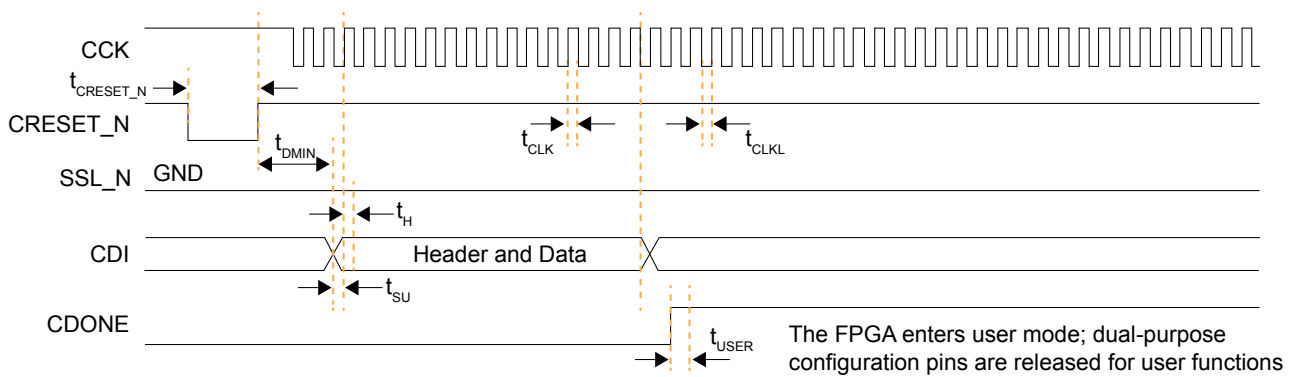 CCK
tCRESET_N
CRESET_N
tCLK
tCLKL
tDMIN
SSL_N
GND
tH
CDI
Header and Data
tSU
CDONE
tUSER
The FPGA enters user mode; dual-purpose
configuration pins are released for user functions